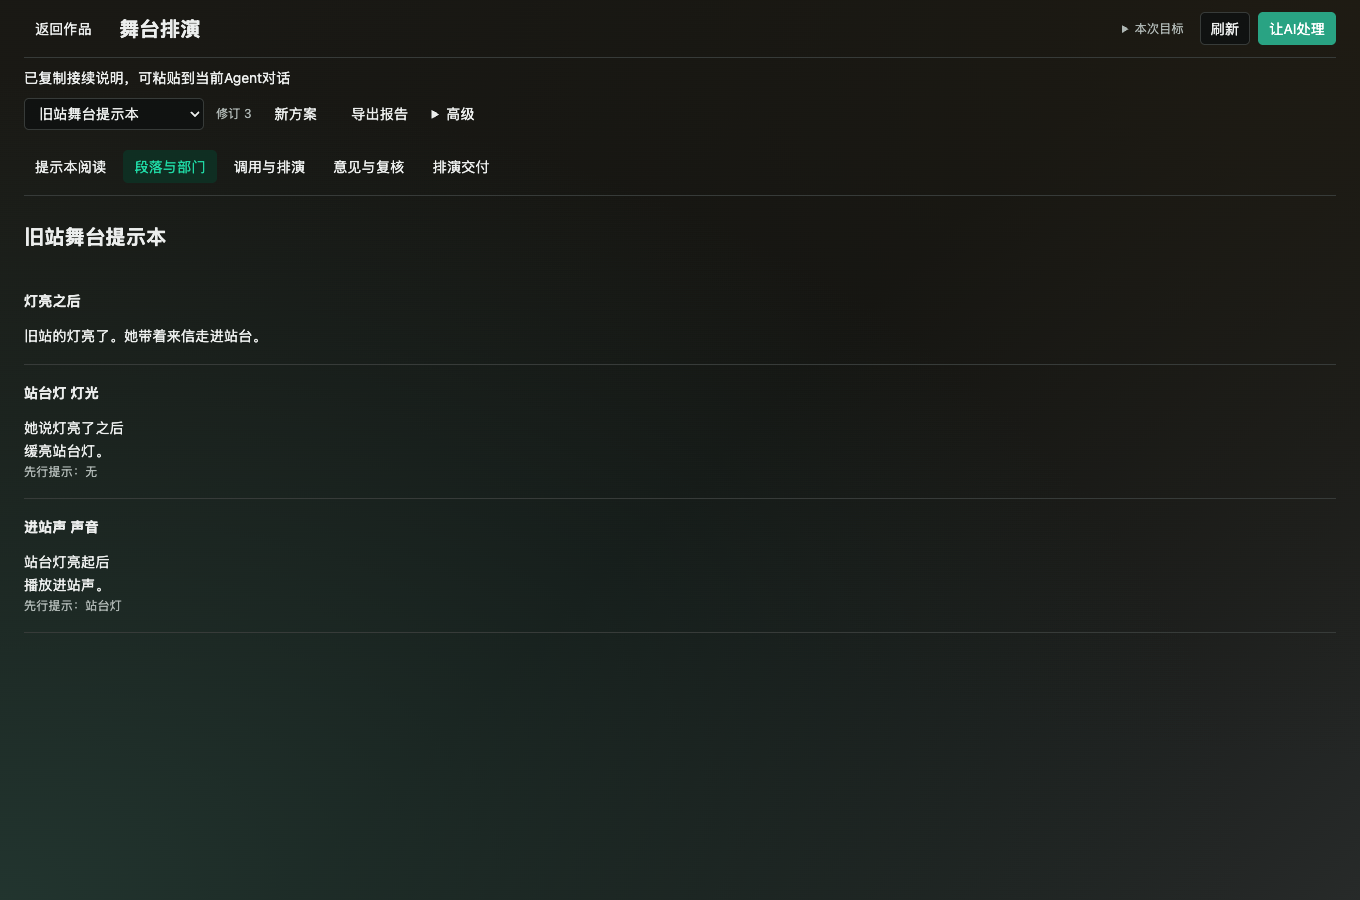 返回作品 舞台排演 ▶ 本次目标 刷新 让AI处理
已复制接续说明，可粘贴到当前Agent对话
旧站舞台提示本 修订 3 新方案 导出报告 ▶ 高级
提示本阅读 段落与部门 调用与排演 意见与复核 排演交付
旧站舞台提示本
灯亮之后
旧站的灯亮了。她带着来信走进站台。
站台灯 灯光
她说灯亮了之后
缓亮站台灯。
先行提示：无
进站声 声音
站台灯亮起后
播放进站声。
先行提示：站台灯